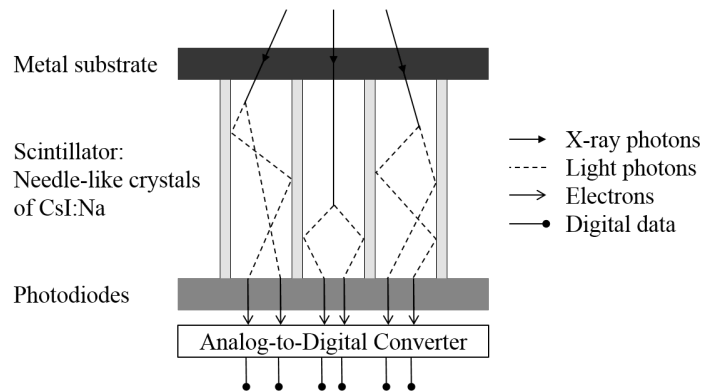 Metal substrate
Scintillator:
Needle-like crystals
of CsI:Na
X-ray photons
Light photons
Electrons
Digital data
Photodiodes
Analog-to-Digital Converter